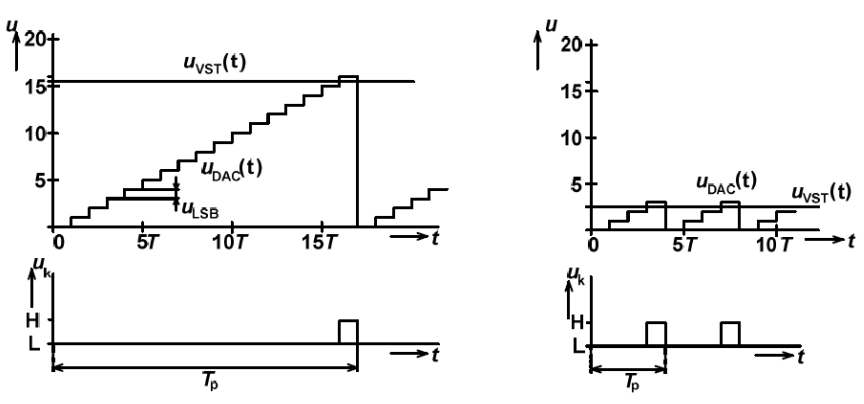 u
20
u_VST(t)
15
10
u_DAC(t)
5
u_LSB
0 5T 10T 15T t
u_k
H
L
t
T_p
u
20
15
10
5
u_DAC(t)
u_VST(t)
0 5T 10T t
u_k
H
L
t
T_p